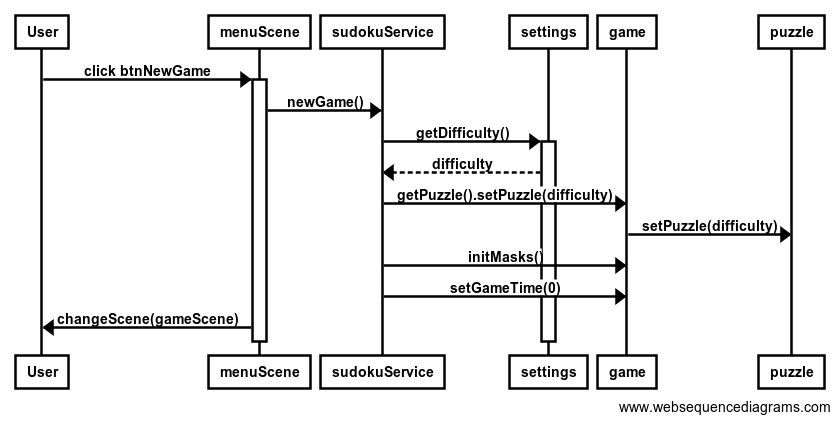 User menuScene sudokuService settings game puzzle
click btnNewGame
newGame()
getDifficulty()
difficulty
getPuzzle().setPuzzle(difficulty)
setPuzzle(difficulty)
initMasks()
setGameTime(0)
changeScene(gameScene)
User menuScene sudokuService settings game puzzle
www.websequencediagrams.com